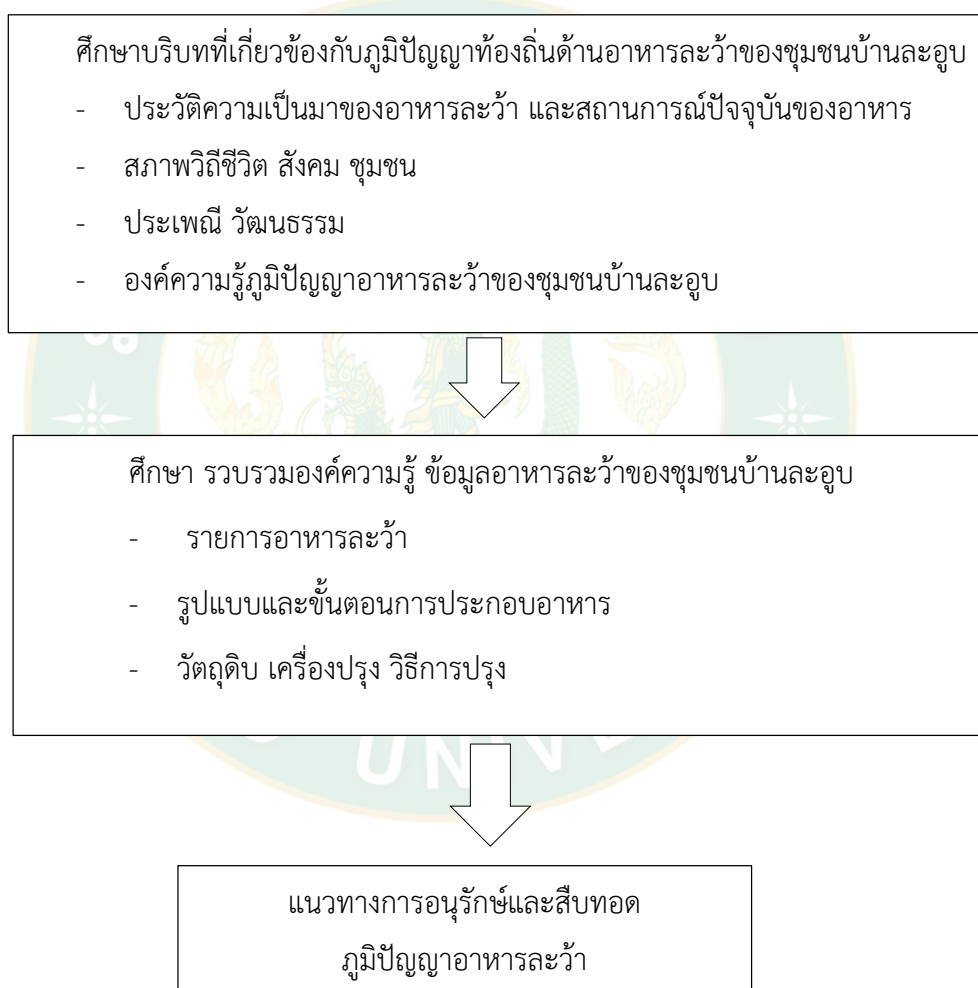 ศึกษาบริบทที่เกี่ยวข้องกับภูมิปัญญาท้องถิ่นด้านอาหารละว้าของชุมชนบ้านละอูบ
- ประวัติความเป็นมาของอาหารละว้า และสถานการณ์ปัจจุบันของอาหาร
- สภาพวิถีชีวิต สังคม ชุมชน
- ประเพณี วัฒนธรรม
- องค์ความรู้ภูมิปัญญาอาหารละว้าของชุมชนบ้านละอูบ
ศึกษา รวบรวมองค์ความรู้ ข้อมูลอาหารละว้าของชุมชนบ้านละอูบ
- รายการอาหารละว้า
- รูปแบบและขั้นตอนการประกอบอาหาร
- วัตถุดิบ เครื่องปรุง วิธีการปรุง
แนวทางการอนุรักษ์และสืบทอด
ภูมิปัญญาอาหารละว้า